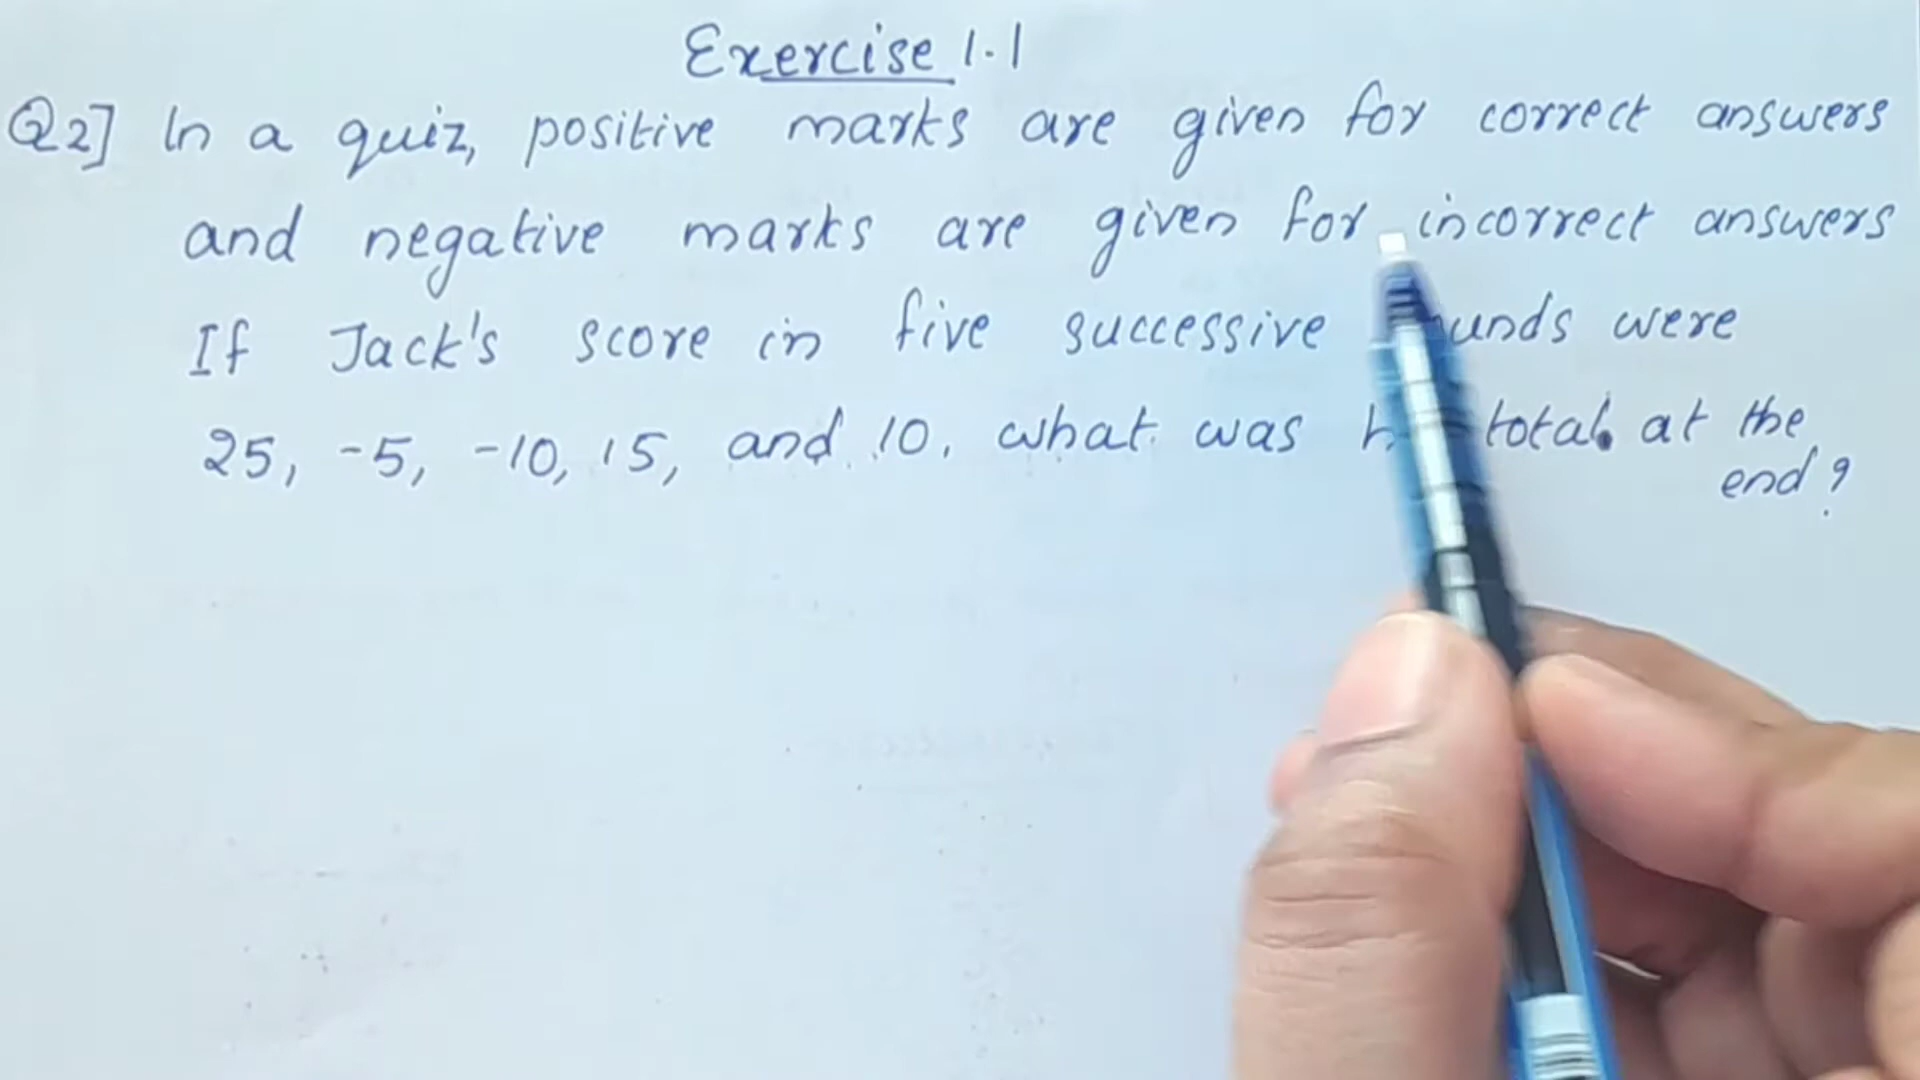 Exercise 1.1
Q2] In a quiz, positive marks are given for correct answers
and negative marks are given for incorrect answers
If Jack's score in five successive were
25, -5, -10, 15, and 10, what was total at the
end?